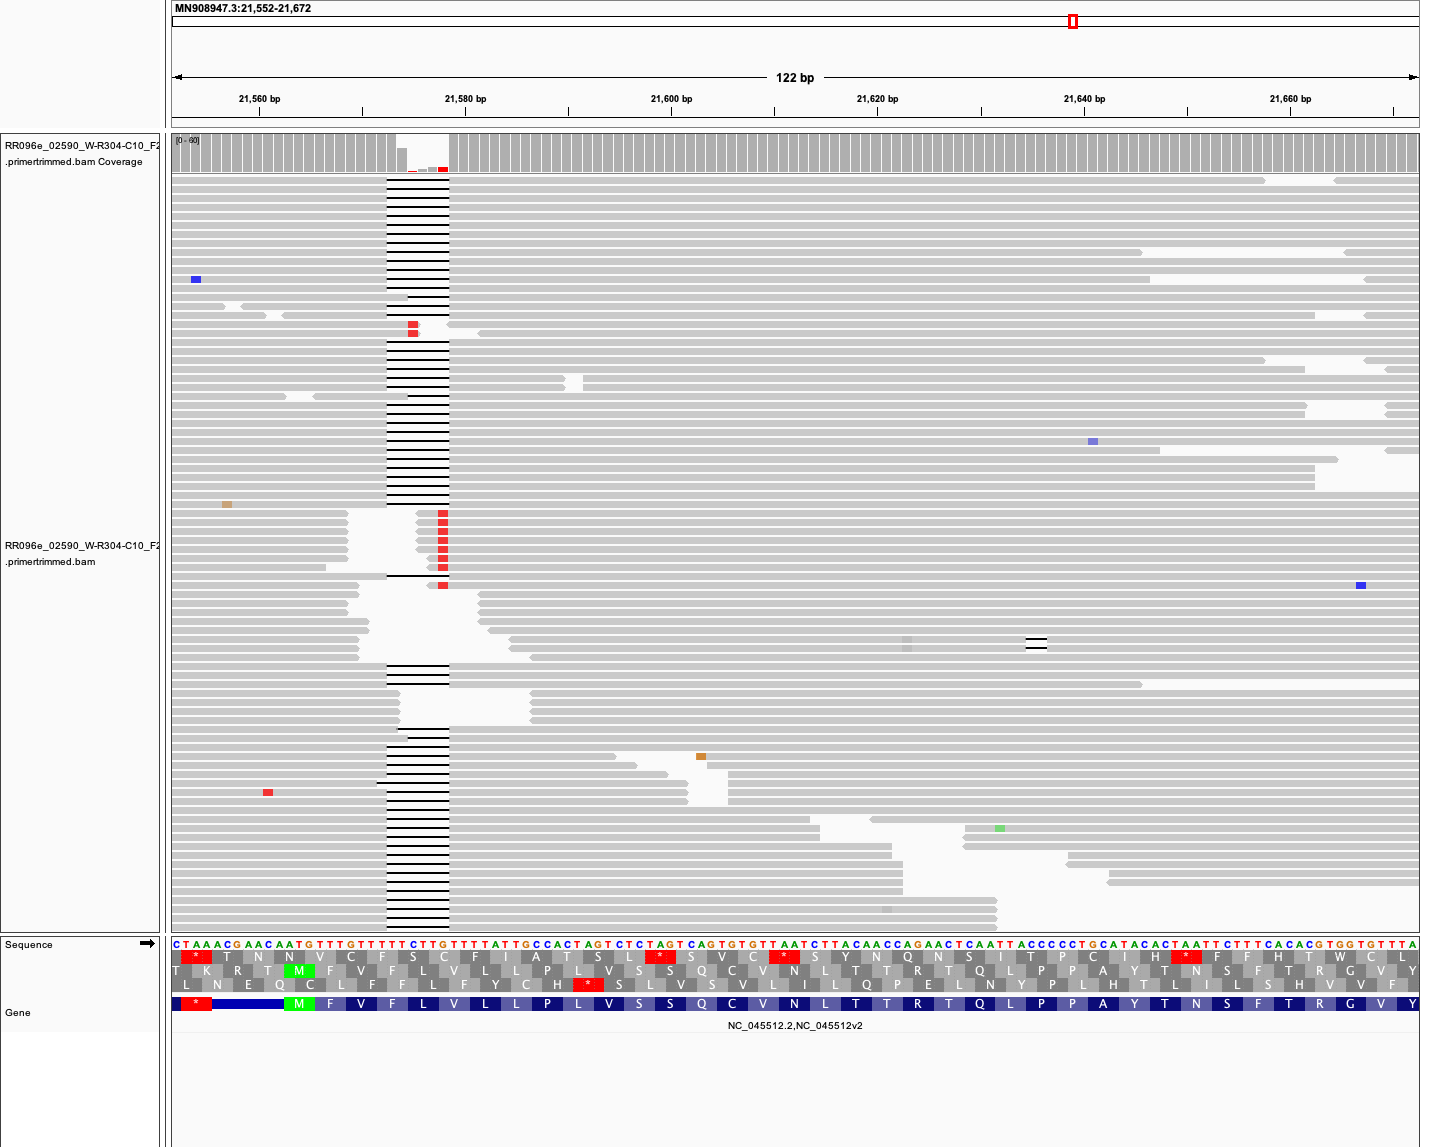 MN908947.3:21,552-21,672
122 bp
21,560 bp 21,580 bp 21,600 bp 21,620 bp 21,640 bp 21,660 bp
RR096e_02590_W-R304-C10_F2
.primertrimmed.bam Coverage
[0 - 60]
RR096e_02590_W-R304-C10_F2
.primertrimmed.bam
Sequence
CTAAACGAACAATGTTTGTTTTTCTTGTTTTATTGCCACTAGTCTCTAGTCAGTGTGTTAATCTTACAACCAGAACTCAATTACCCCCTGCATACACTAATTCTTTCACACGTGGTGTTTA
* T N N V C F S C F I A T S L * S V C * S Y N Q N S I T P C I H * F F H T W C L
T K R T M F V F L V L L P L V S S Q C V N L T T R T Q L P P A Y T N S F T R G V Y
L N E Q C L F F L F Y C H * S L V S V L I L Q P E L N Y P L H T L I L S H V V F
Gene
* M F V F L V L L P L V S S Q C V N L T T R T Q L P P A Y T N S F T R G V Y
NC_045512.2,NC_045512v2